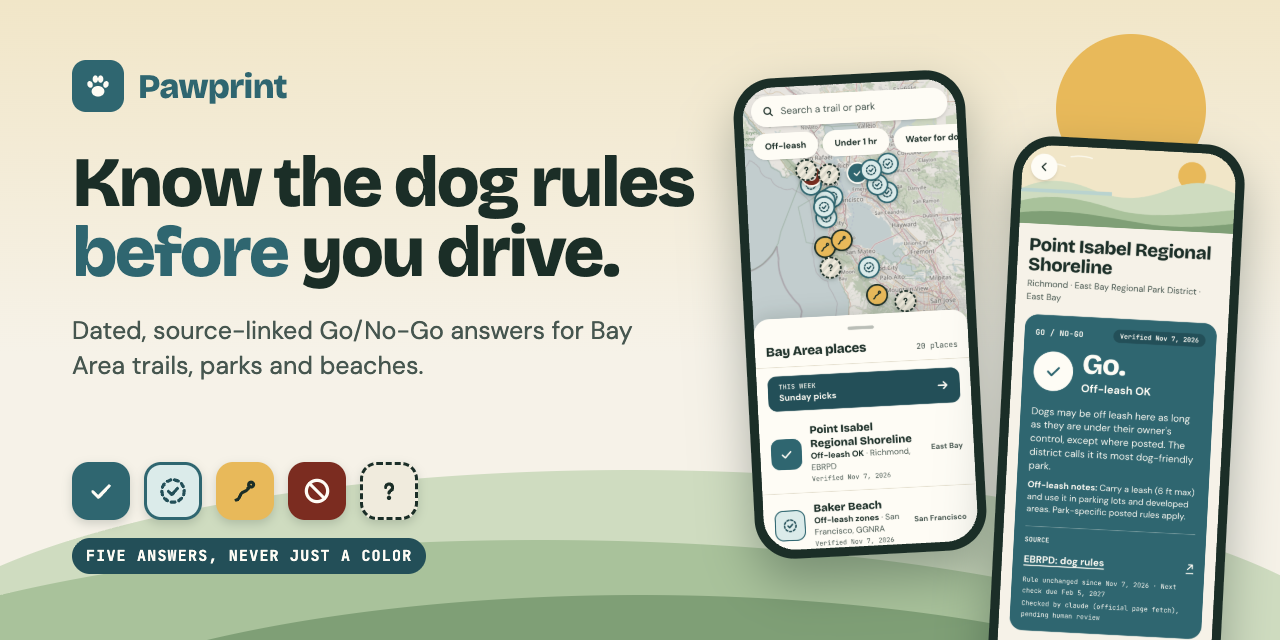 Pawprint
Know the dog rules
before you drive.
Dated, source-linked Go/No-Go answers for Bay
Area trails, parks and beaches.
?
FIVE ANSWERS, NEVER JUST A COLOR
Search a trail or park
Off-leash
Under 1 hr
Water for do
Bay Area places
20 places
THIS WEEK
Sunday picks
Point Isabel
Regional Shoreline
Off-leash OK · Richmond,
EBRPD
Verified Nov 7, 2026
East Bay
Baker Beach
Off-leash zones · San
Francisco, GGNRA
Verified Nov 7, 2026
San Francisco
Point Isabel Regional
Shoreline
Richmond · East Bay Regional Park District ·
East Bay
GO / NO-GO
Verified Nov 7, 2026
Go.
Off-leash OK
Dogs may be off leash here as long
as they are under their owner's
control, except where posted. The
district calls it its most dog-friendly
park.
Off-leash notes: Carry a leash (6 ft max)
and use it in parking lots and developed
areas. Park-specific posted rules apply.
SOURCE
EBRPD: dog rules
Rule unchanged since Nov 7, 2026 · Next
check due Feb 5, 2027
Checked by claude (official page fetch),
pending human review